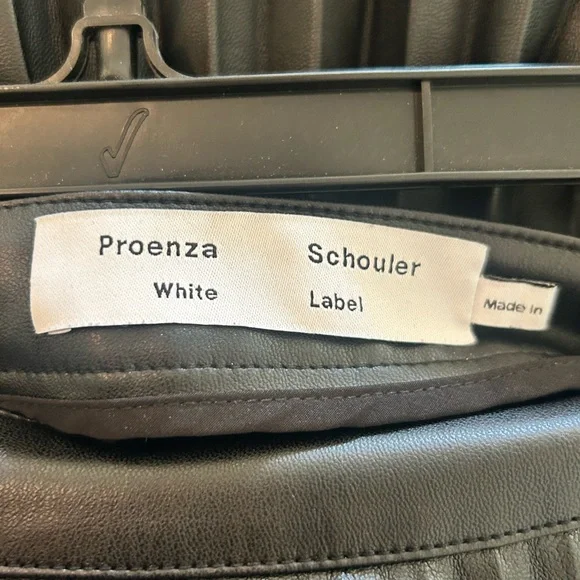 Proenza Schouler
White Label
Made in